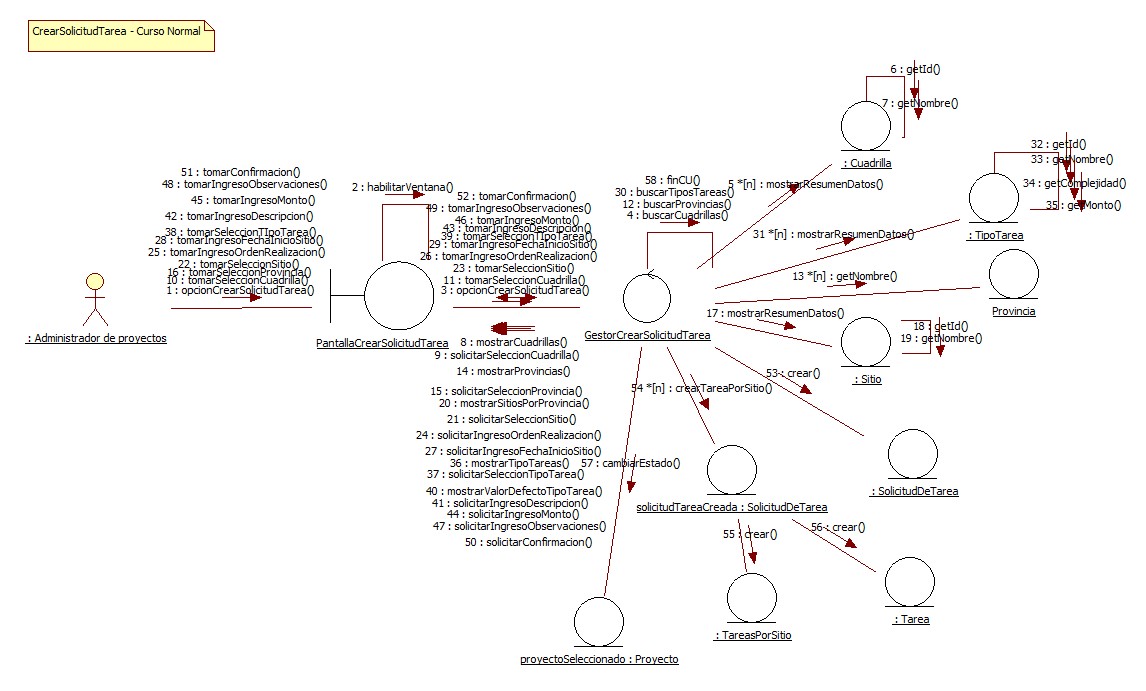 CrearSolicitudTarea - Curso Normal
6 : getId()
7 : getNombre()
: Cuadrilla
32 : getId()
33 : getNombre()
34 : getComplejidad()
35 : getMonto()
: TipoTarea
58 : finCU()
30 : buscarTiposTareas()
12 : buscarProvincias()
4 : buscarCuadrillas()
5 *[n] : mostrarResumenDatos()
31 *[n] : mostrarResumenDatos()
13 *[n] : getNombre()
Provincia
51 : tomarConfirmacion()
48 : tomarIngresoObservaciones()
45 : tomarIngresoMonto()
42 : tomarIngresoDescripcion()
38 : tomarSeleccionTIpoTarea()
28 : tomarIngresoFechaInicioSitio()
25 : tomarIngresoOrdenRealizacion()
22 : tomarSeleccionSitio()
16 : tomarSeleccionProvincia()
10 : tomarSeleccionCuadrilla()
1 : opcionCrearSolicitudTarea()
2 : habilitarVentana()
52 : tomarConfirmacion()
49 : tomarIngresoObservaciones()
46 : tomarIngresoMonto()
43 : tomarIngresoDescripcion()
39 : tomarSeleccionTipoTarea()
29 : tomarIngresoFechaInicioSitio()
26 : tomarIngresoOrdenRealizacion()
23 : tomarSeleccionSitio()
11 : tomarSeleccionCuadrilla()
3 : opcionCrearSolicitudTarea()
: Administrador de proyectos
PantallaCrearSolicitudTarea
GestorCrearSolicitudTarea
17 : mostrarResumenDatos()
18 : getId()
19 : getNombre()
: Sitio
8 : mostrarCuadrillas()
9 : solicitarSeleccionCuadrilla()
14 : mostrarProvincias()
15 : solicitarSeleccionProvincia()
20 : mostrarSitiosPorProvincia()
21 : solicitarSeleccionSitio()
24 : solicitarIngresoOrdenRealizacion()
27 : solicitarIngresoFechaInicioSitio()
36 : mostrarTipoTareas()
37 : solicitarSeleccionTipoTarea()
40 : mostrarValorDefectoTipoTarea()
41 : solicitarIngresoDescripcion()
44 : solicitarIngresoMonto()
47 : solicitarIngresoObservaciones()
50 : solicitarConfirmacion()
53 : crear()
54 *[n] : crearTareaPorSitio()
57 : cambiarEstado()
: SolicitudDeTarea
solicitudTareaCreada : SolicitudDeTarea
55 : crear()
56 : crear()
: Tarea
: TareasPorSitio
proyectoSeleccionado : Proyecto